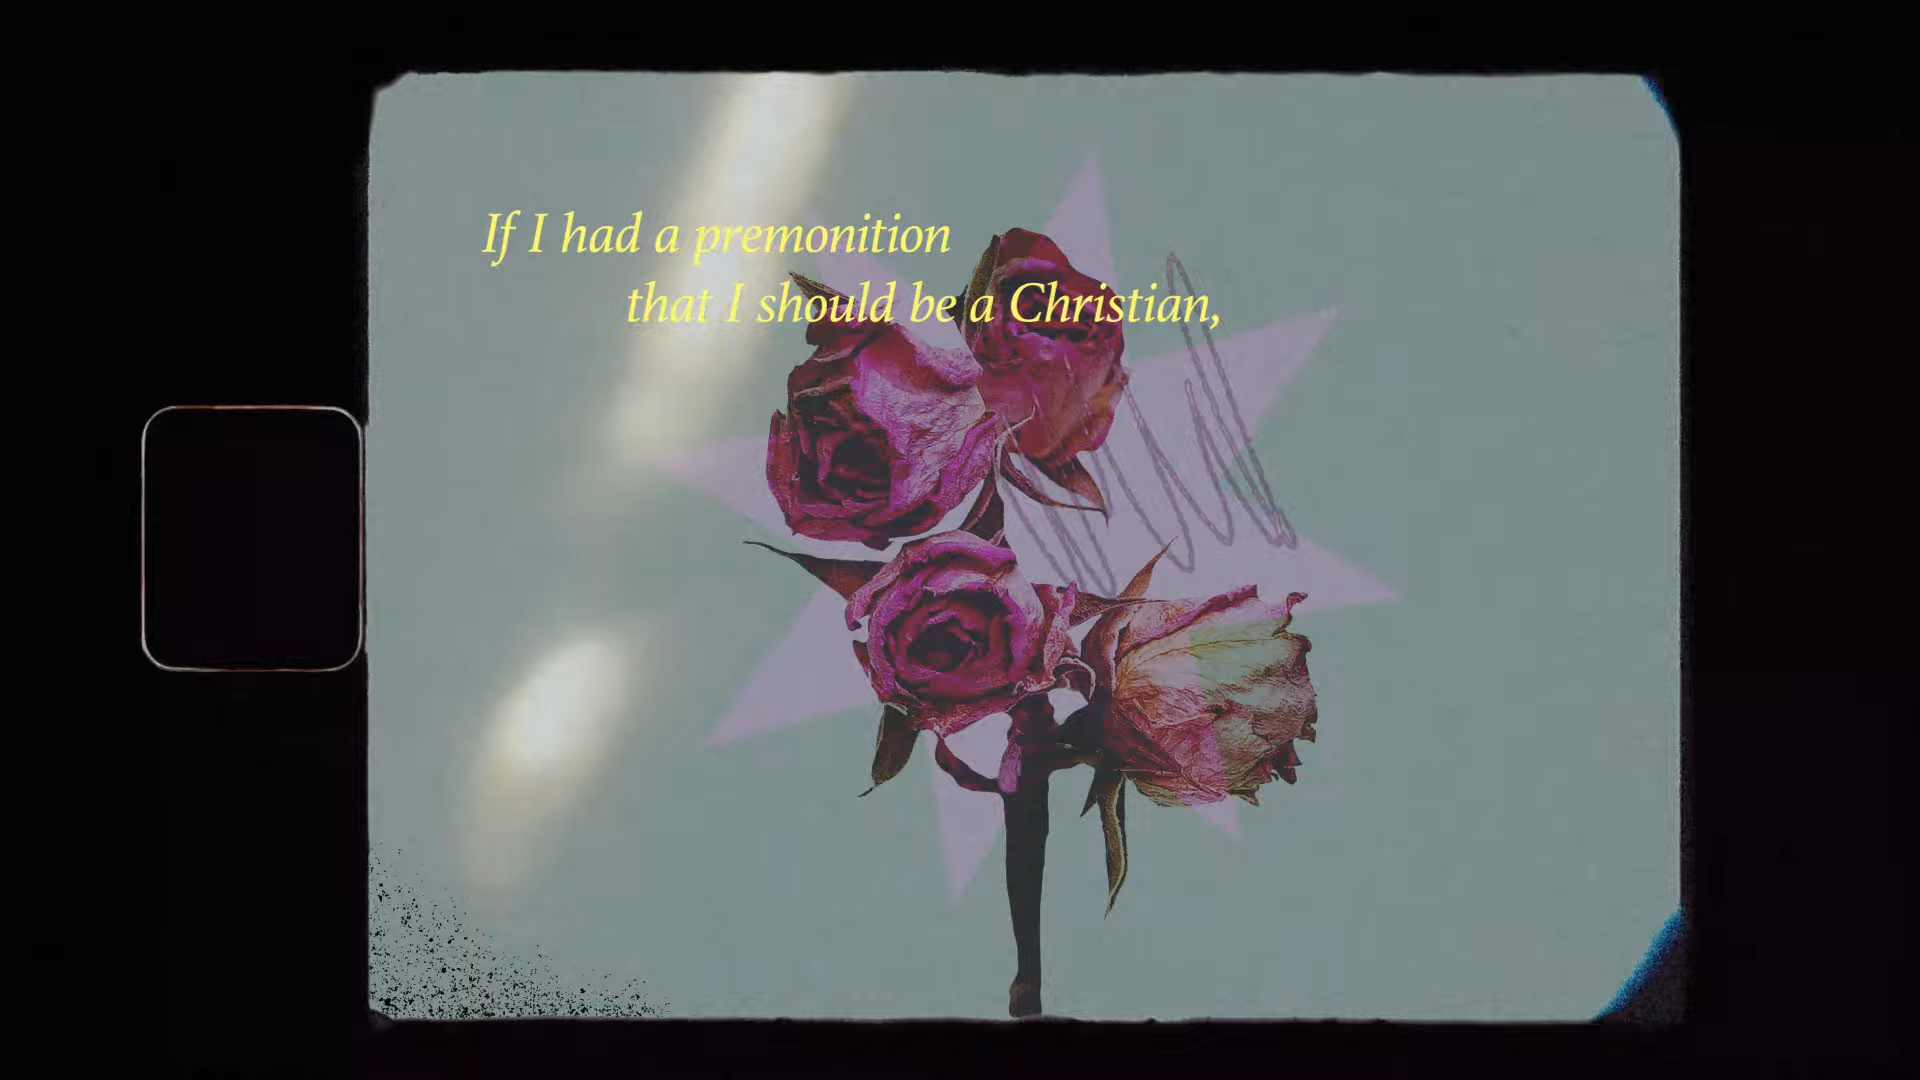 If I had a premonition
that I should be a Christian,